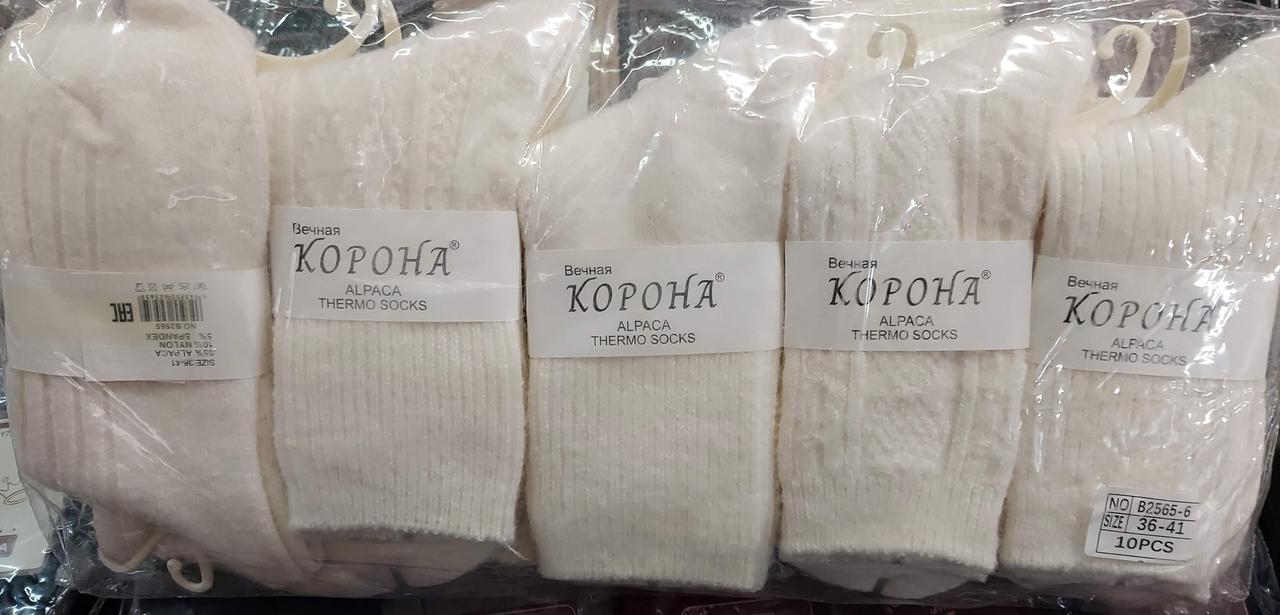 SIZE:36-41
85% ALPACA
10% NYLON
5% SPANDEX
NO:B2565
EAC
Вечная
КОРОНА®
ALPACA
THERMO SOCKS
Вечная
КОРОНА®
ALPACA
THERMO SOCKS
Вечная
КОРОНА®
ALPACA
THERMO SOCKS
Вечная
КОРОНА
ALPACA
THERMO SOCKS
NO B2565-6
SIZE 36-41
10PCS